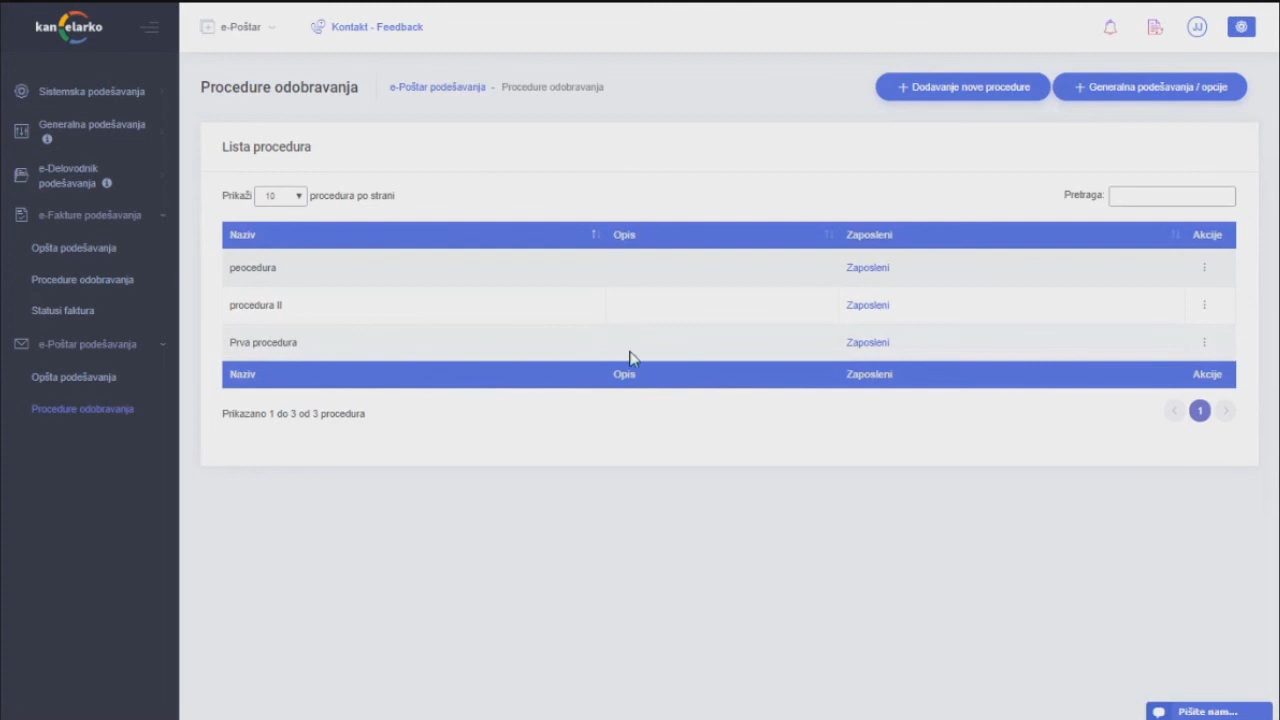 kancelarko
e-Poštar
Kontakt - Feedback
JJ
Sistemska podešavanja
Generalna podešavanja
e-Delovodnik
podešavanja
e-Fakture podešavanja
Opšta podešavanja
Procedure odobravanja
Statusi faktura
e-Poštar podešavanja
Opšta podešavanja
Procedure odobravanja
Procedure odobravanja
e-Poštar podešavanja - Procedure odobravanja
+ Dodavanje nove procedure
+ Generalna podešavanja / opcije
Lista procedura
Prikaži 10 procedura po strani
Pretraga:
Naziv Opis Zaposleni Akcije
peocedura Zaposleni
procedura II Zaposleni
Prva procedura Zaposleni
Naziv Opis Zaposleni Akcije
Prikazano 1 do 3 od 3 procedura
1
Pišite nam...